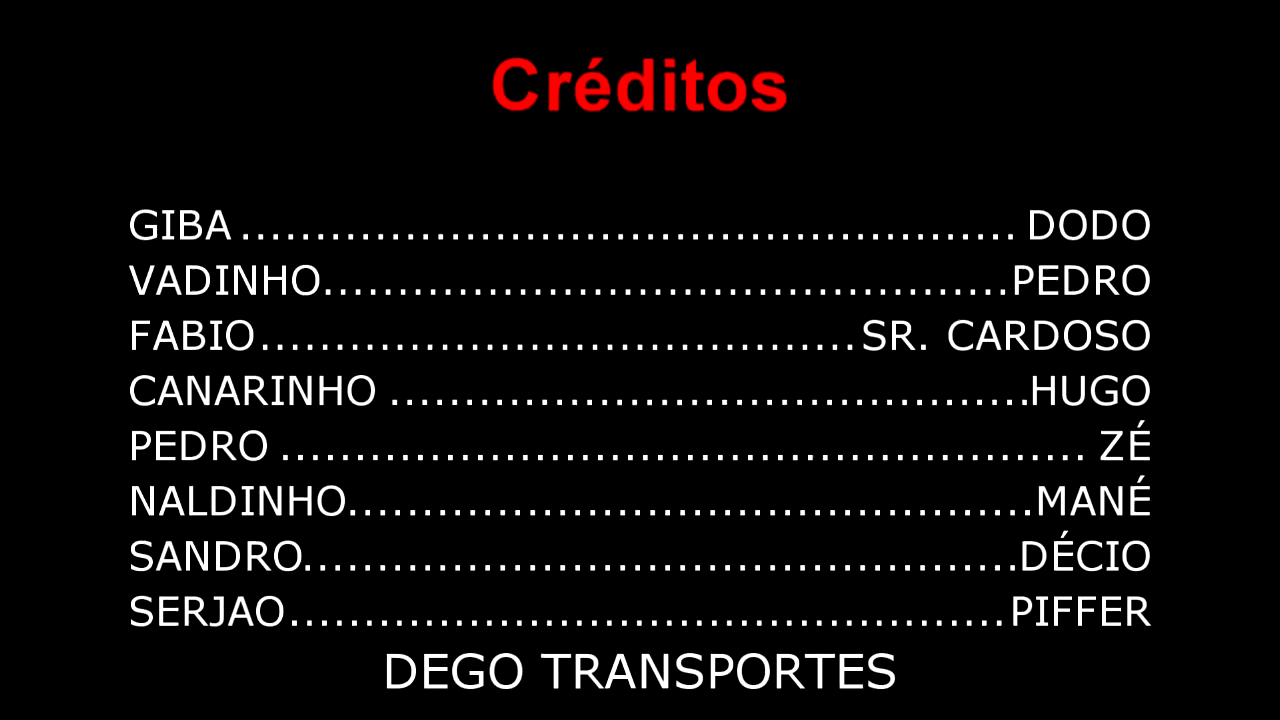 Créditos
GIBA ................................................... DODO
VADINHO.............................................PEDRO
FABIO....................................... SR. CARDOSO
CANARINHO ..........................................HUGO
PEDRO ..................................................... ZÉ
NALDINHO.............................................MANÉ
SANDRO...............................................DÉCIO
SERJAO...............................................PIFFER
DEGO TRANSPORTES